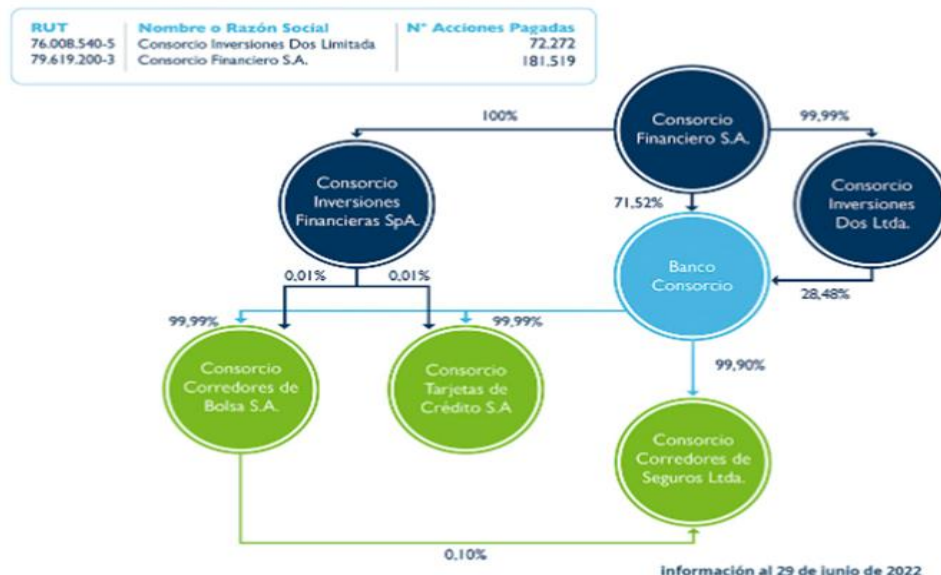 RUT Nombre o Razón Social N° Acciones Pagadas
76.008.540-5 Consorcio Inversiones Dos Limitada 72.272
79.619.200-3 Consorcio Financiero S.A. 181.519
Consorcio
Financiero S.A.
100%
99,99%
Consorcio
Inversiones
Financieras SpA.
71,52%
Consorcio
Inversiones
Dos Ltda.
Banco
Consorcio
0,01%
0,01%
28,48%
99,99%
99,99%
Consorcio
Corredores de
Bolsa S.A.
Consorcio
Tarjetas de
Crédito S.A
99,90%
Consorcio
Corredores de
Seguros Ltda.
0,10%
información al 29 de junio de 2022